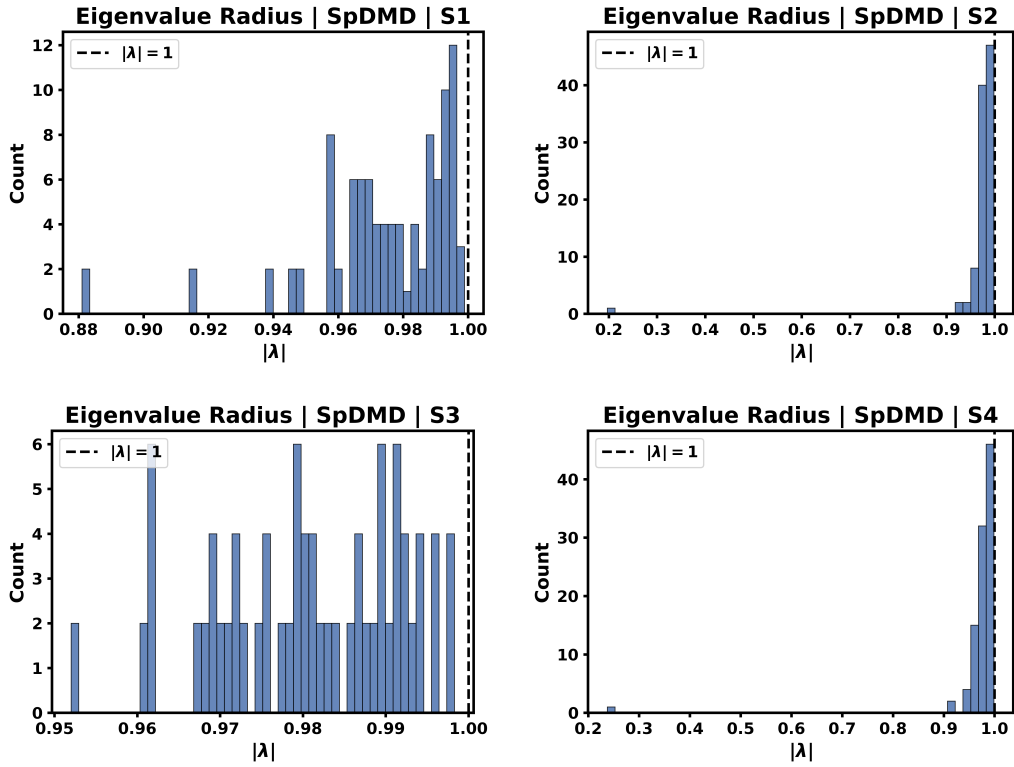 Eigenvalue Radius | SpDMD | S1
|λ| = 1
Count
12
10
8
6
4
2
0
0.88 0.90 0.92 0.94 0.96 0.98 1.00
|λ|
Eigenvalue Radius | SpDMD | S2
|λ| = 1
Count
40
30
20
10
0
0.2 0.3 0.4 0.5 0.6 0.7 0.8 0.9 1.0
|λ|
Eigenvalue Radius | SpDMD | S3
|λ| = 1
Count
6
5
4
3
2
1
0
0.95 0.96 0.97 0.98 0.99 1.00
|λ|
Eigenvalue Radius | SpDMD | S4
|λ| = 1
Count
40
30
20
10
0
0.2 0.3 0.4 0.5 0.6 0.7 0.8 0.9 1.0
|λ|